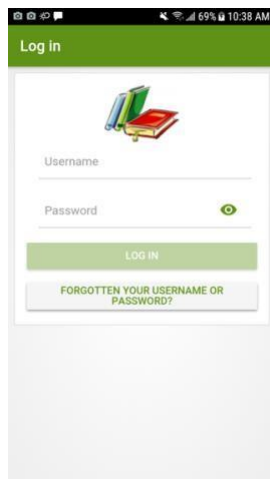 69% 10:38 AM
Log in
Username
Password
LOG IN
FORGOTTEN YOUR USERNAME OR
PASSWORD?